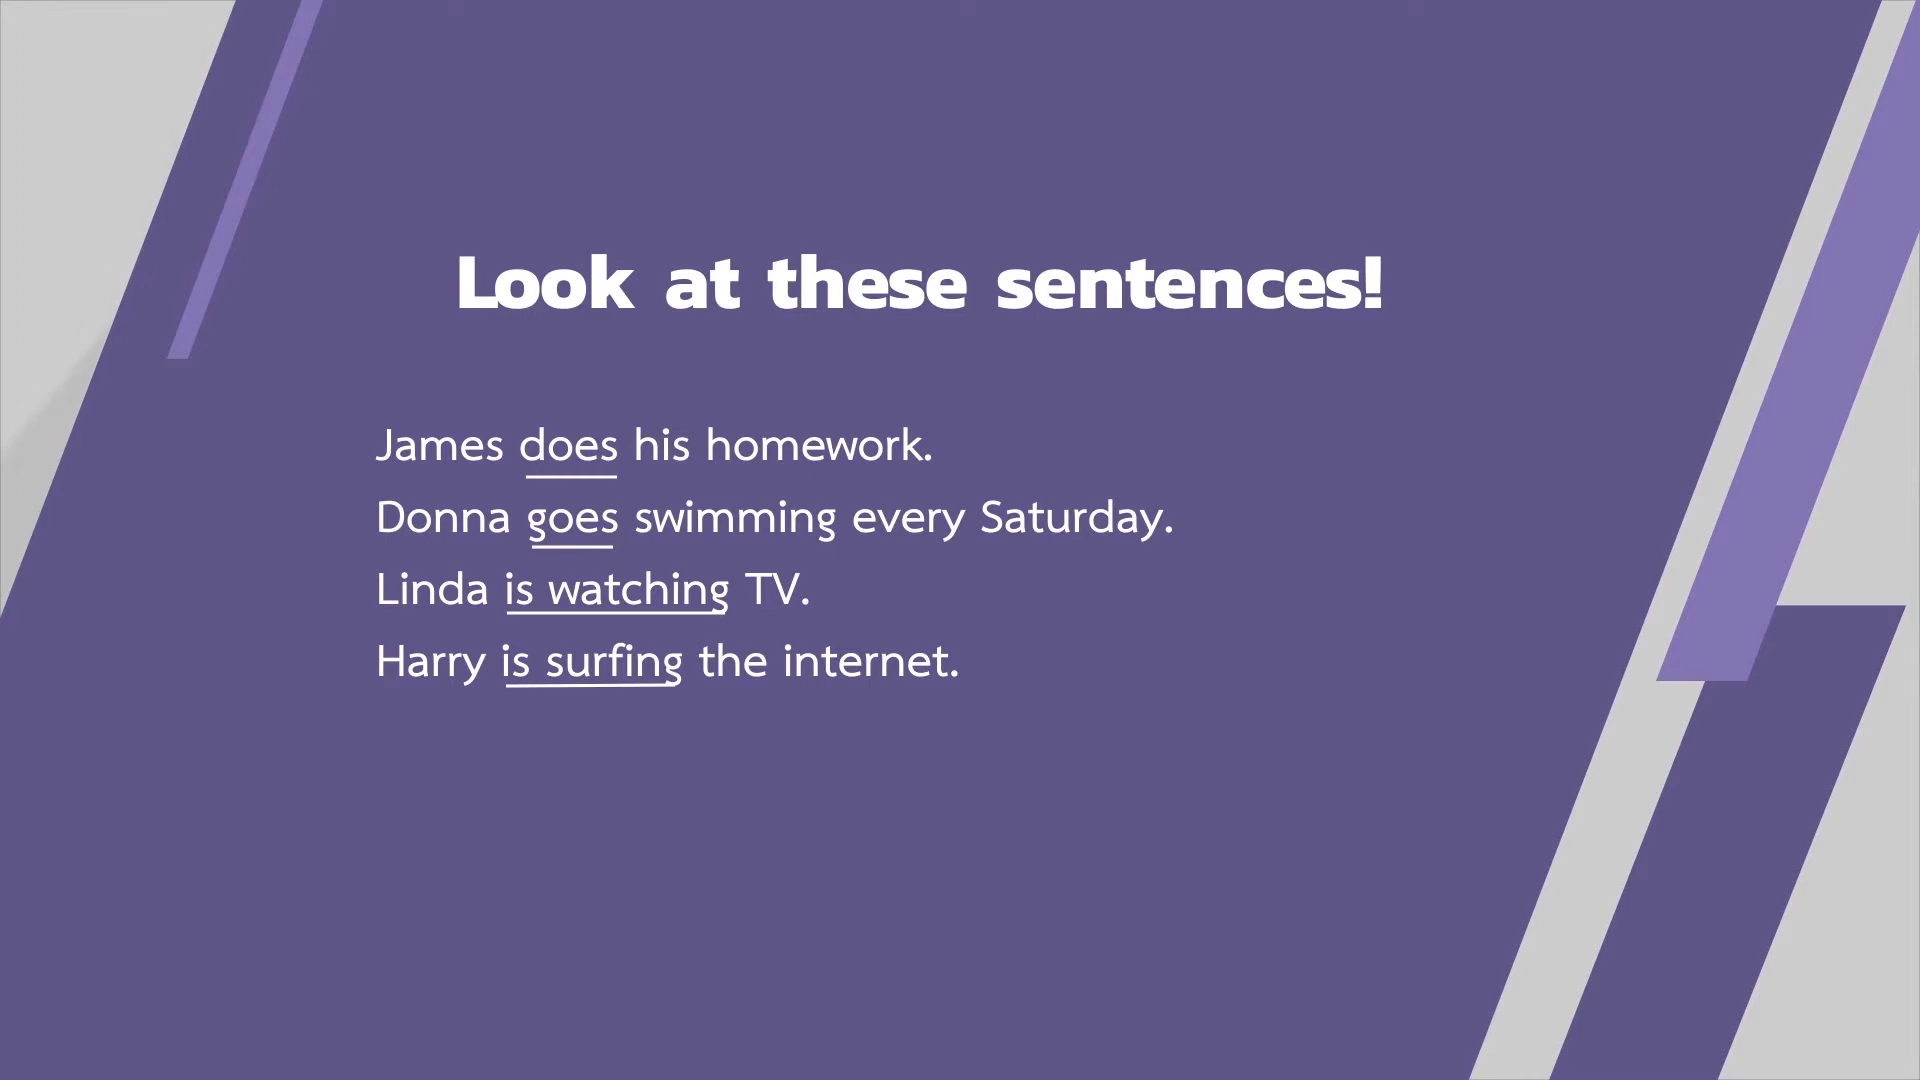 Look at these sentences!
James does his homework.
Donna goes swimming every Saturday.
Linda is watching TV.
Harry is surfing the internet.